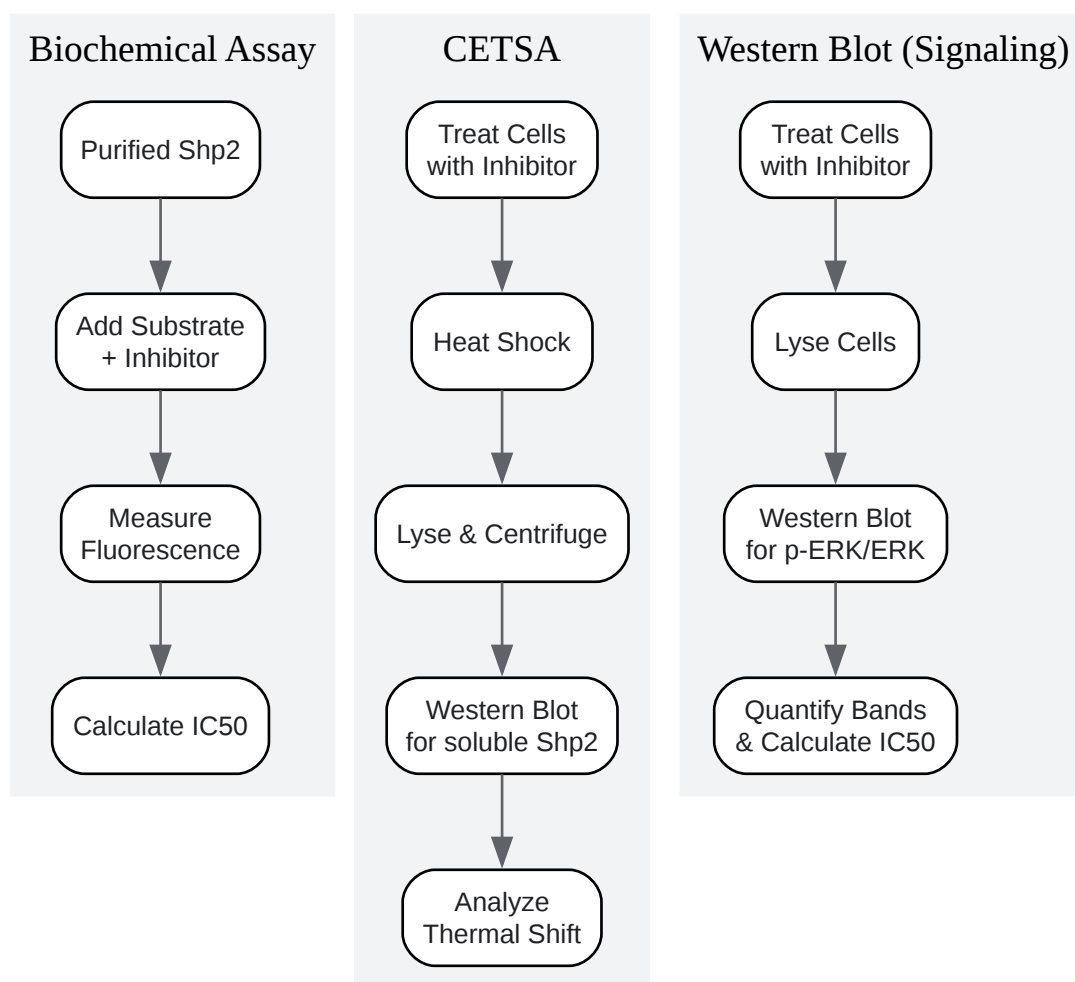 Biochemical Assay
Purified Shp2
Add Substrate
+ Inhibitor
Measure
Fluorescence
Calculate IC50
CETSA
Treat Cells
with Inhibitor
Heat Shock
Lyse & Centrifuge
Western Blot
for soluble Shp2
Analyze
Thermal Shift
Western Blot (Signaling)
Treat Cells
with Inhibitor
Lyse Cells
Western Blot
for p-ERK/ERK
Quantify Bands
& Calculate IC50